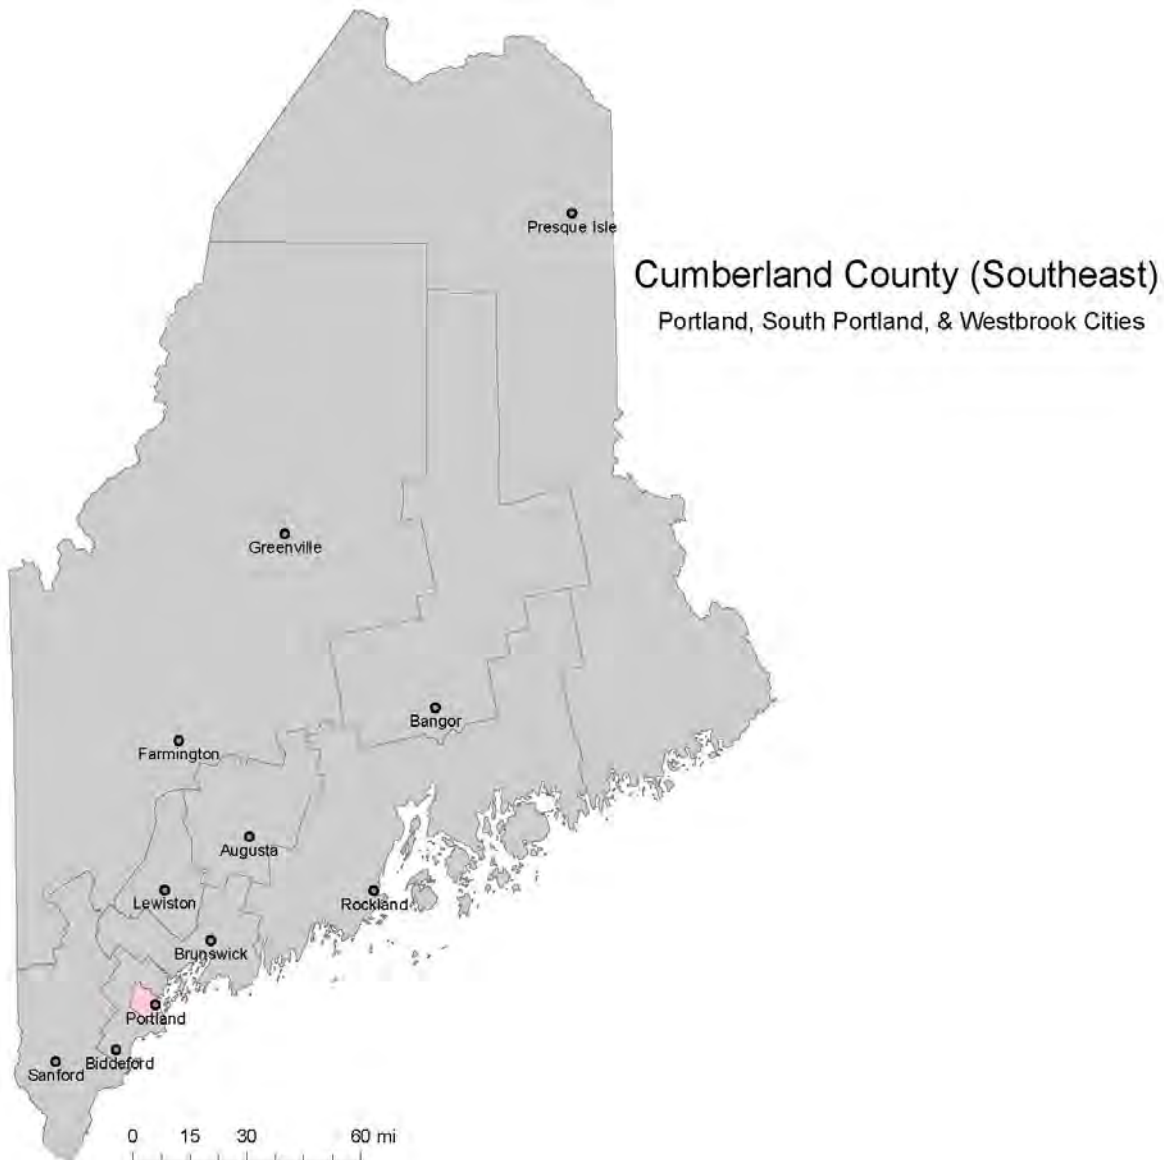 Presque Isle
Cumberland County (Southeast)
Portland, South Portland, & Westbrook Cities
Greenville
Bangor
Farmington
Augusta
Lewiston
Rockland
Brunswick
Portland
Biddeford
Sanford
0 15 30 60 mi